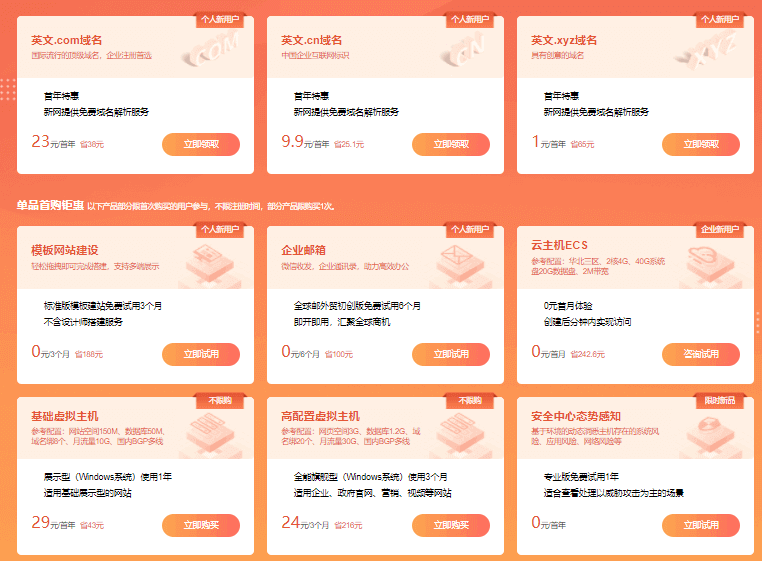 个人新用户
英文.com域名
国际流行的顶级域名，企业注册首选
COM
首年特惠
新网提供免费域名解析服务
23元/首年 省38元
立即领取
个人新用户
英文.cn域名
中国企业互联网标识
CN
首年特惠
新网提供免费域名解析服务
9.9元/首年 省25.1元
立即领取
个人新用户
英文.xyz域名
具有创意的域名
XYZ
首年特惠
新网提供免费域名解析服务
1元/首年 省65元
立即领取
单品首购钜惠 以下产品部分限首次购买的用户参与，不限注册时间，部分产品限购买1次。
个人新用户
模板网站建设
轻松拖拽即可完成搭建，支持多端展示
标准版模板建站免费试用3个月
不含设计师搭建服务
0元/3个月 省188元
立即试用
个人新用户
企业邮箱
微信收发、企业通讯录，助力高效办公
全球邮外贸初创版免费试用6个月
即开即用，汇聚全球商机
0元/6个月 省100元
立即试用
企业新用户
云主机ECS
参考配置：华北三区、2核4G、40G系统
盘20G数据盘、2M带宽
0元首月体验
创建后分钟内实现访问
0元/首月 省242.6元
咨询试用
不限购
基础虚拟主机
参考配置：网站空间150M、数据库50M、
域名绑8个、月流量10G、国内BGP多线
展示型（Windows系统）使用1年
适用基础展示型的网站
29元/首年 省43元
立即购买
不限购
高配置虚拟主机
参考配置：网页空间3G、数据库1.2G、域
名绑20个、月流量30G、国内BGP多线
全能旗舰型（Windows系统）使用3个月
适用企业、政府官网、营销、视频等网站
24元/3个月 省216元
立即购买
限时新品
安全中心态势感知
基于环境的动态洞悉主机存在的系统风
险、应用风险、网络风险等
专业版免费试用1年
适合查看处理以威胁攻击为主的场景
0元/首年
立即试用